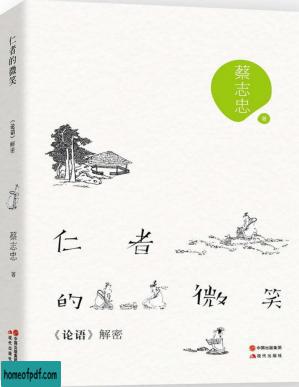 仁者的微笑
《论语》解密
蔡志忠
著
蔡志忠
著
仁者
的微笑
《论语》解密
中国出版集团
现代出版社
homeofpdf.com